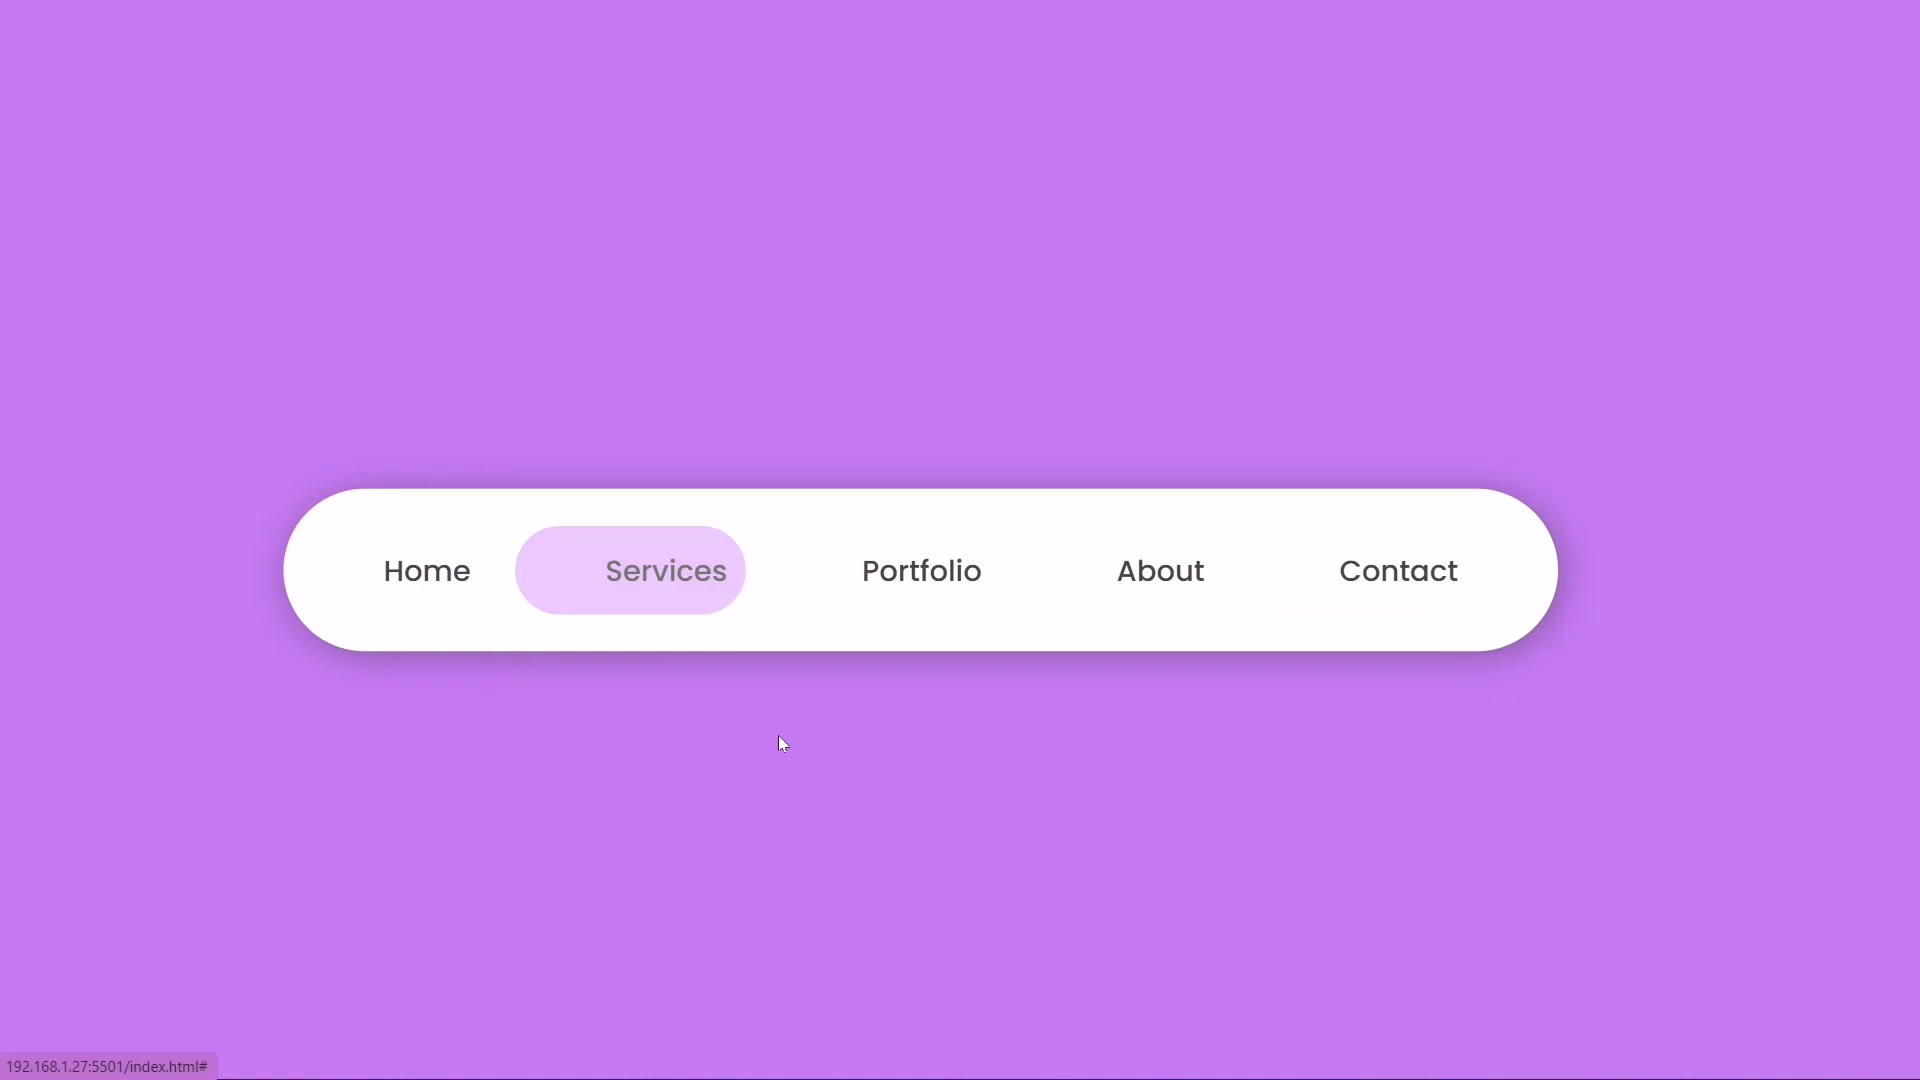 Home Services Portfolio About Contact
192.168.1.27:5501/index.html#